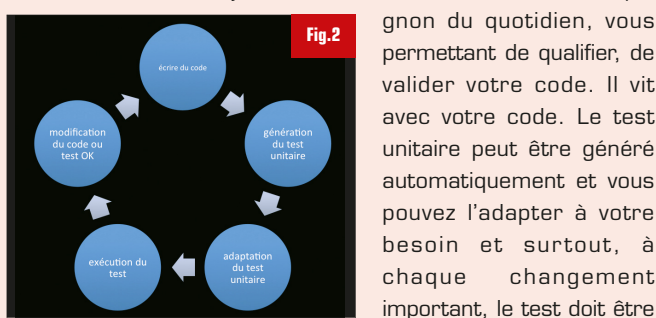 Fig.2
écrire du code
génération
du test
unitaire
adaptation
du test
unitaire
exécution du
test
modification
du code ou
test OK
gnon du quotidien, vous
permettant de qualifier, de
valider votre code. Il vit
avec votre code. Le test
unitaire peut être généré
automatiquement et vous
pouvez l'adapter à votre
besoin et surtout, à
chaque changement
important, le test doit être